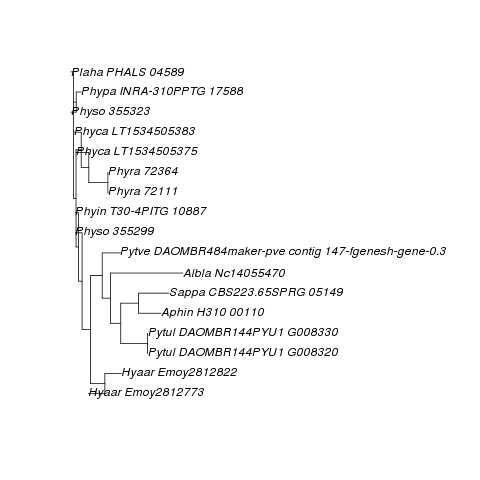 Plaha PHALS 04589
Phypa INRA-310PPTG 17588
Physo 355323
Phyca LT1534505383
Phyca LT1534505375
Phyra 72364
Phyra 72111
Phyin T30-4PITG 10887
Physo 355299
Pytve DAOMBR484maker-pve contig 147-fgenesh-gene-0.3
Albla Nc14055470
Sappa CBS223.65SPRG 05149
Aphin H310 00110
Pytul DAOMBR144PYU1 G008330
Pytul DAOMBR144PYU1 G008320
Hyaar Emoy2812822
Hyaar Emoy2812773